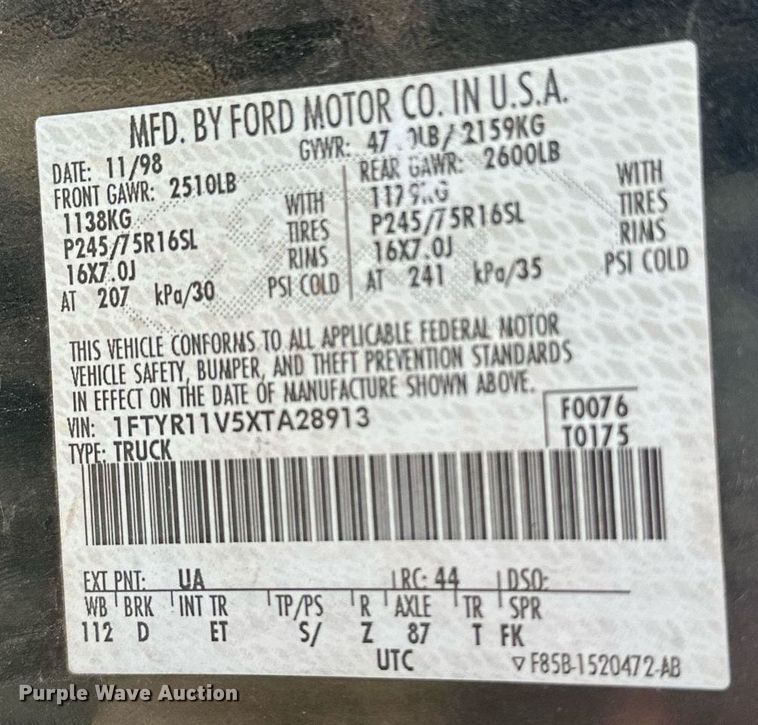 MFD. BY FORD MOTOR CO. IN U.S.A.
DATE: 11/98 GVWR: LB/ 2159KG
FRONT GAWR: 2510LB REAR GAWR: 2600LB
1138KG WITH WITH
P245/75R16SL TIRES P245/75R16SL TIRES
16X7.0J RIMS 16X7.0J RIMS
AT 207 kPa/30 PSI COLD AT 241 kPa/35 PSI COLD
THIS VEHICLE CONFORMS TO ALL APPLICABLE FEDERAL MOTOR
VEHICLE SAFETY, BUMPER, AND THEFT PREVENTION STANDARDS
IN EFFECT ON THE DATE OF MANUFACTURE SHOWN ABOVE.
VIN: 1FTYR11V5XTA28913 F0076
TYPE: TRUCK T0175
EXT PNT: UA RC: 44 DSO:
WB BRK INT TR TP/PS R AXLE TR SPR
112 D ET S/ Z 87 T FK
UTC ▽F85B-1520472-AB
Purple Wave Auction